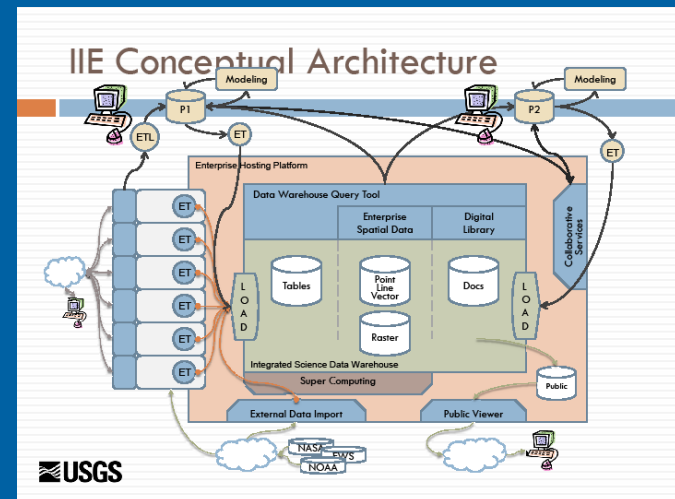 IIE Conceptual Architecture
Modeling
Modeling
P1
P2
ETL
ET
ET
Enterprise Hosting Platform
Data Warehouse Query Tool
Enterprise
Spatial Data
Digital
Library
Collaborative
Services
ET
ET
ET
ET
ET
ET
LOAD
Tables
Point
Line
Vector
Raster
Docs
LOAD
Integrated Science Data Warehouse
Super Computing
Public
External Data Import
Public Viewer
NASA
FWS
NOAA
USGS